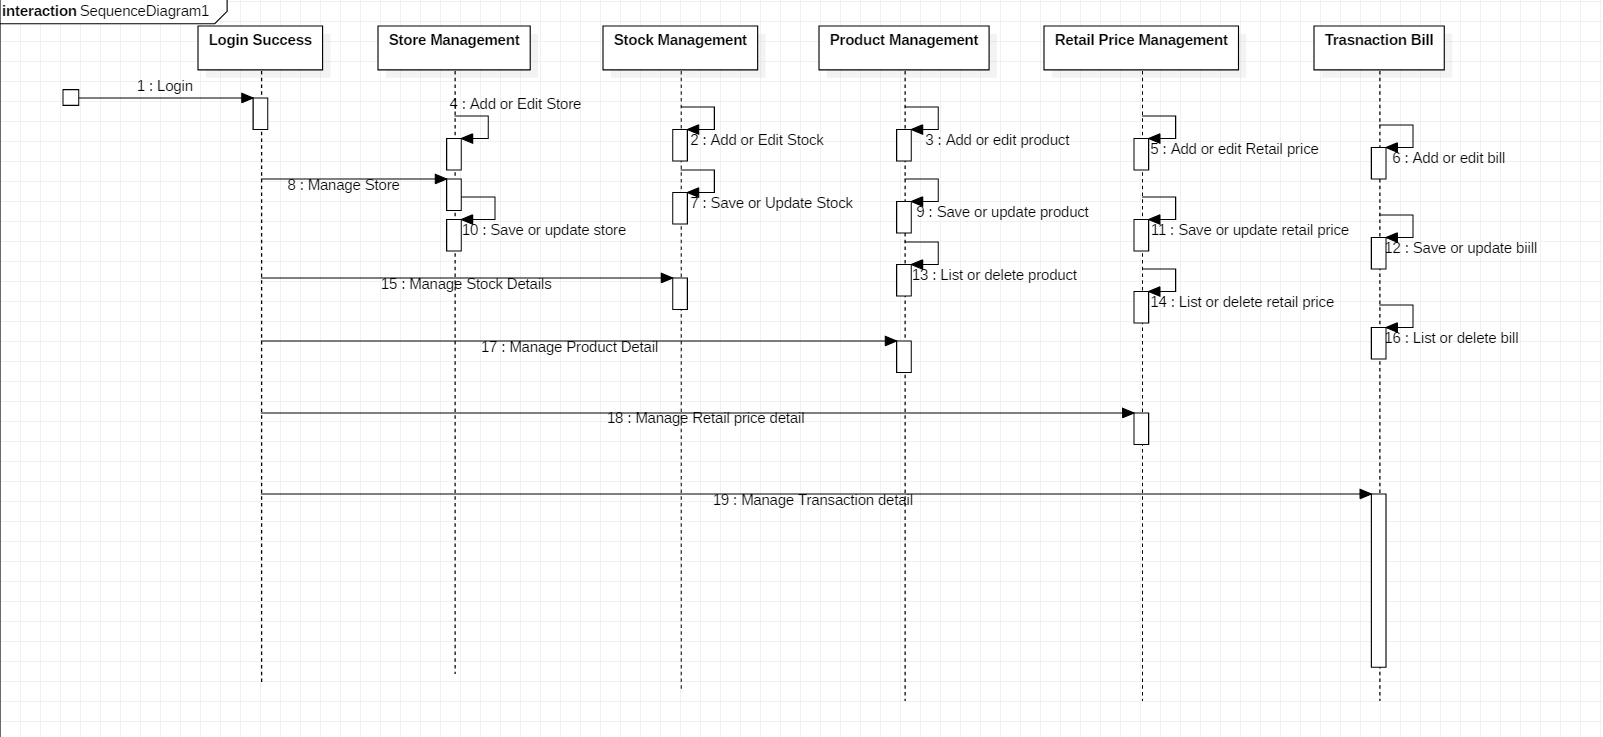 interaction SequenceDiagram1
Login Success
Store Management
Stock Management
Product Management
Retail Price Management
Trasnaction Bill
1 : Login
4 : Add or Edit Store
2 : Add or Edit Stock
3 : Add or edit product
5 : Add or edit Retail price
6 : Add or edit bill
8 : Manage Store
7 : Save or Update Stock
9 : Save or update product
10 : Save or update store
11 : Save or update retail price
12 : Save or update biill
13 : List or delete product
15 : Manage Stock Details
14 : List or delete retail price
16 : List or delete bill
17 : Manage Product Detail
18 : Manage Retail price detail
19 : Manage Transaction detail